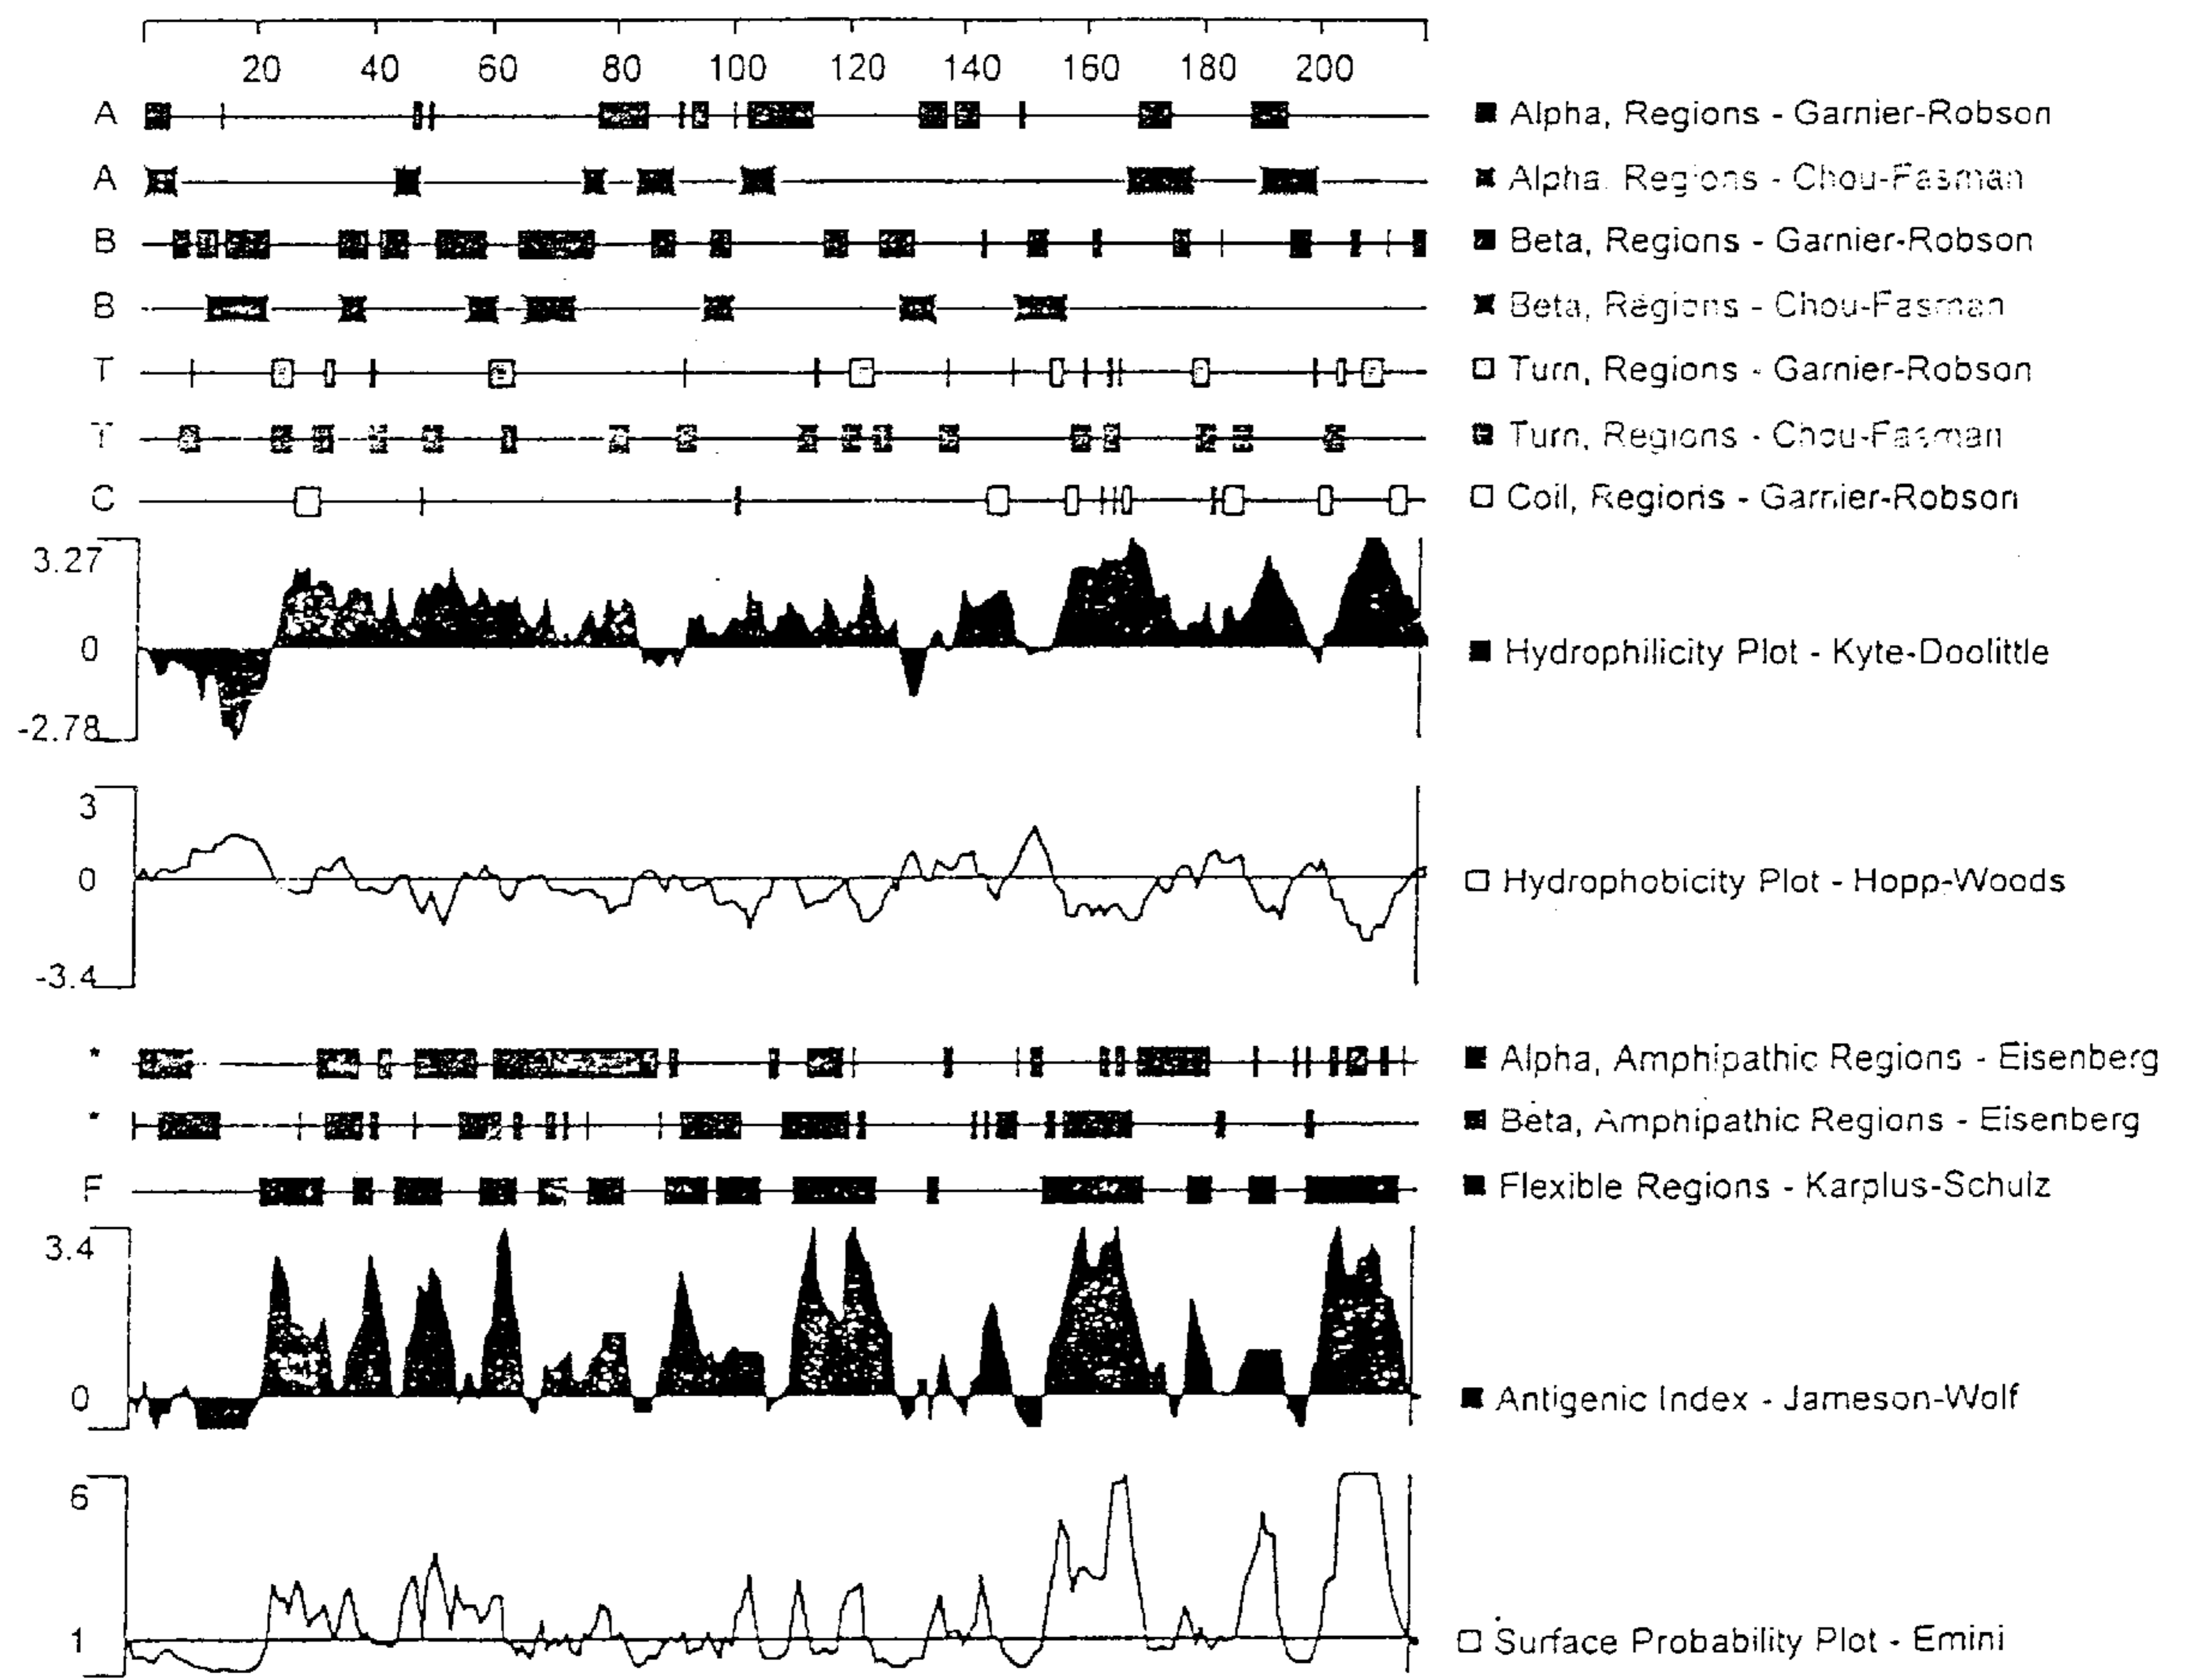 20 40 60 80 100 120 140 160 180 200
A Alpha, Regions - Garnier-Robson
A Alpha, Regions - Chou-Fasman
B Beta, Regions - Garnier-Robson
B Beta, Regions - Chou-Fasman
T Turn, Regions - Garnier-Robson
T Turn, Regions - Chou-Fasman
C Coil, Regions - Garnier-Robson
3.27
0 Hydrophilicity Plot - Kyte-Doolittle
-2.78
3
0 Hydrophobicity Plot - Hopp-Woods
-3.4
* Alpha, Amphipathic Regions - Eisenberg
* Beta, Amphipathic Regions - Eisenberg
F Flexible Regions - Karplus-Schulz
3.4
0 Antigenic Index - Jameson-Wolf
6
1 Surface Probability Plot - Emini